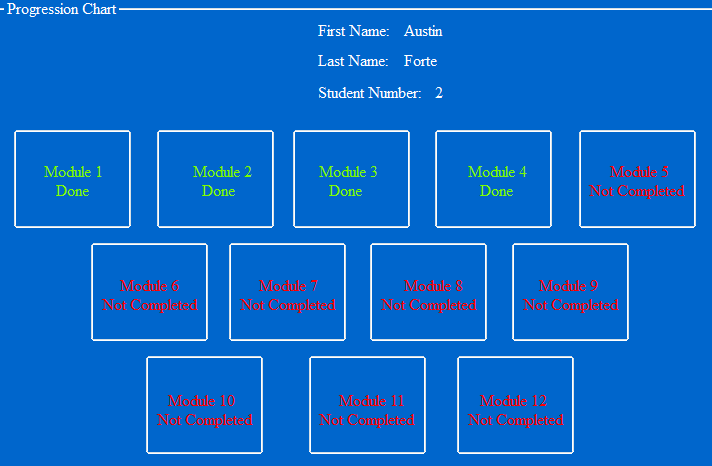 Progression Chart
First Name: Austin
Last Name: Forte
Student Number: 2
Module 1
Done
Module 2
Done
Module 3
Done
Module 4
Done
Module 5
Not Completed
Module 6
Not Completed
Module 7
Not Completed
Module 8
Not Completed
Module 9
Not Completed
Module 10
Not Completed
Module 11
Not Completed
Module 12
Not Completed